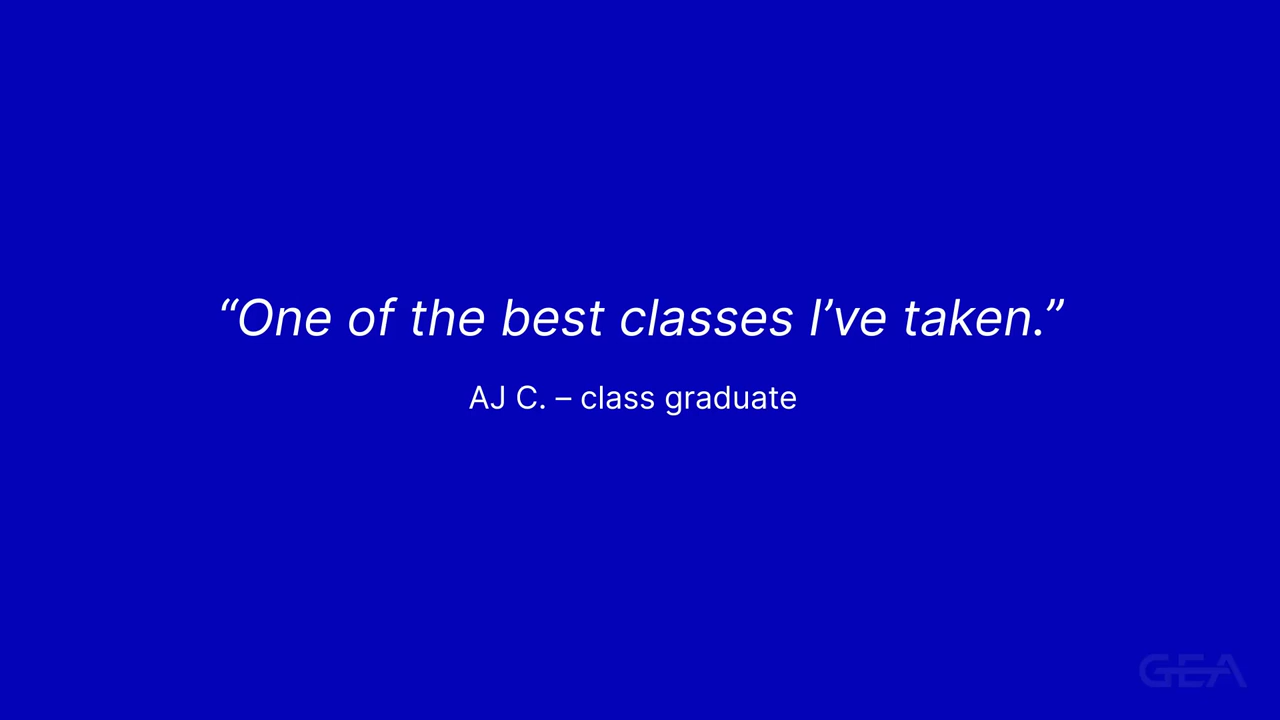 “One of the best classes I’ve taken.”
AJ C. – class graduate
GEA